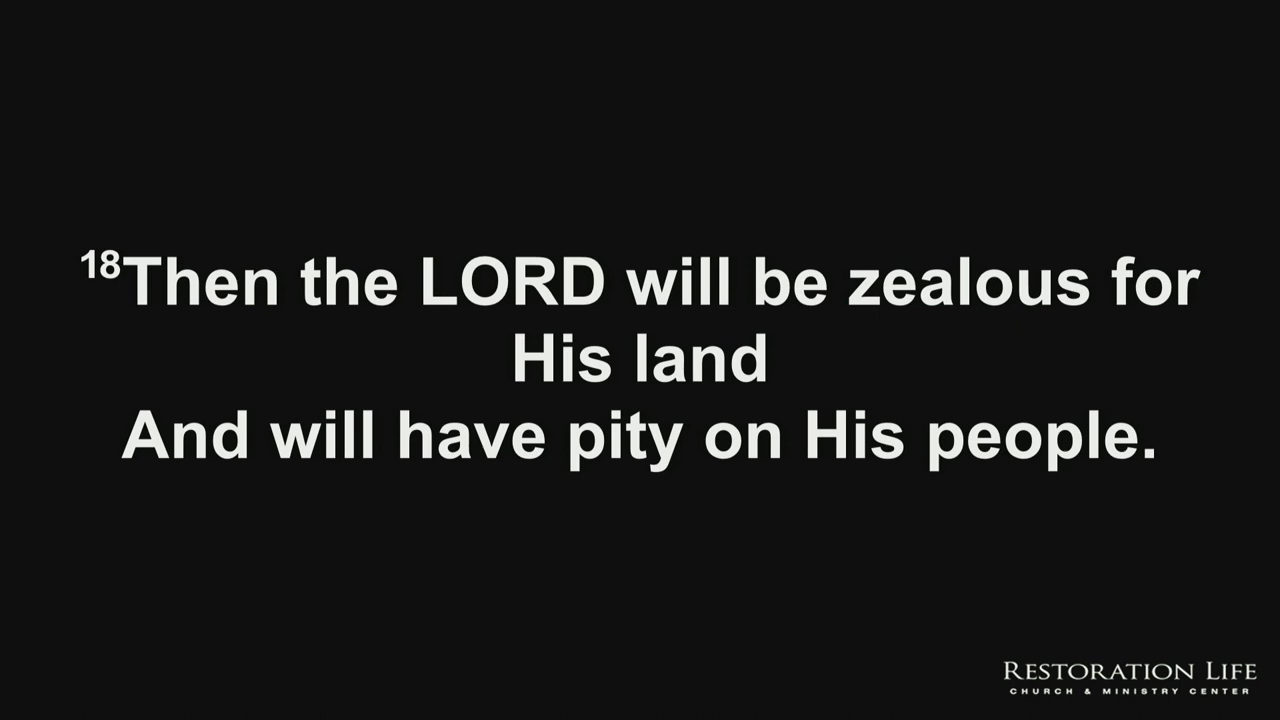 18Then the LORD will be zealous for
His land
And will have pity on His people.
RESTORATION LIFE
CHURCH & MINISTRY CENTER